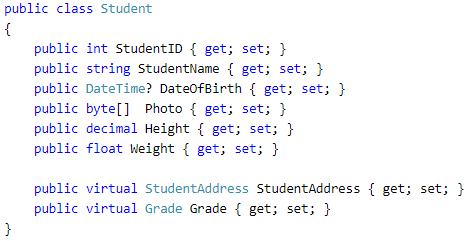 public class Student
{
public int StudentID { get; set; }
public string StudentName { get; set; }
public DateTime? DateOfBirth { get; set; }
public byte[]  Photo { get; set; }
public decimal Height { get; set; }
public float Weight { get; set; }
public virtual StudentAddress StudentAddress { get; set; }
public virtual Grade Grade { get; set; }
}